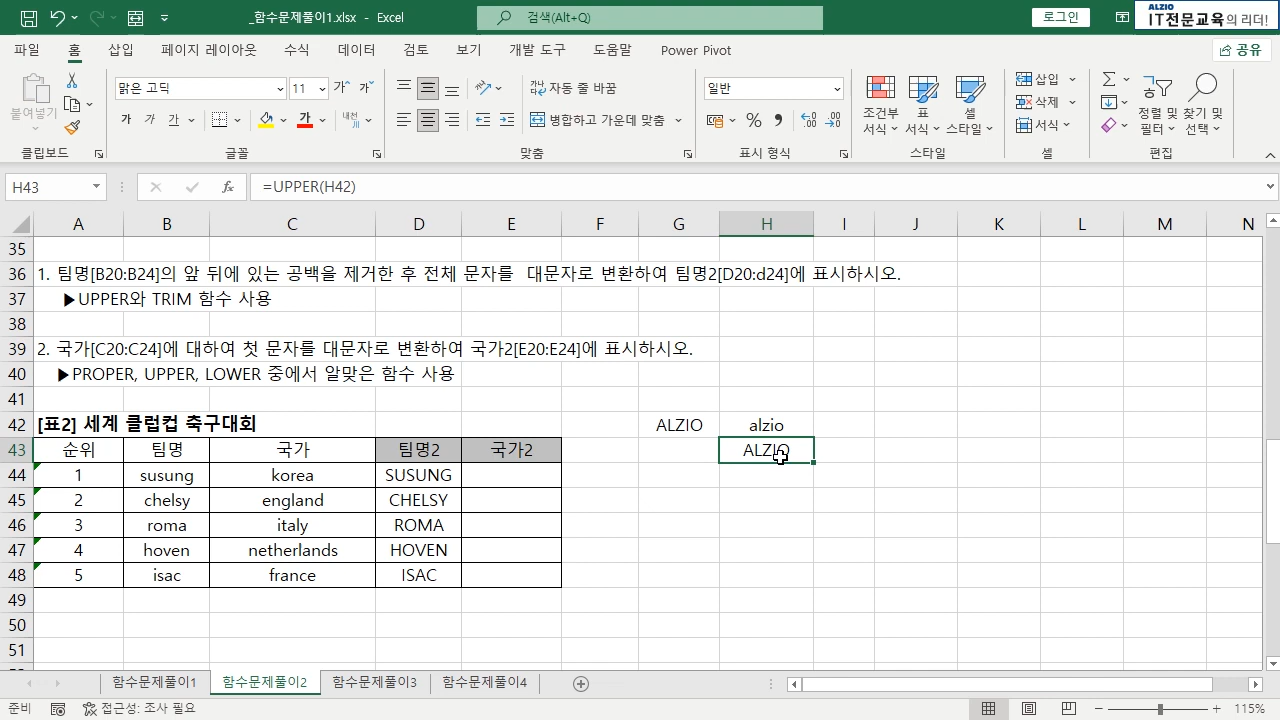 _함수문제풀이1.xlsx - Excel
검색(Alt+Q)
로그인
ALZIO
IT전문교육의 리더!
파일 홈 삽입 페이지 레이아웃 수식 데이터 검토 보기 개발 도구 도움말 Power Pivot
공유
붙여넣기
클립보드
맑은 고딕 11 가 가
가 가 가 가 내천
글꼴
자동 줄 바꿈
병합하고 가운데 맞춤
맞춤
일반
표시 형식
조건부 서식
표 서식
셀 스타일
스타일
삽입
삭제
서식
셀
정렬 및 필터
찾기 및 선택
편집
H43 fx =UPPER(H42)
A B C D E F G H I J K L M N
35
36 1. 팀명[B20:B24]의 앞 뒤에 있는 공백을 제거한 후 전체 문자를 대문자로 변환하여 팀명2[D20:d24]에 표시하시오.
37 ▶UPPER와 TRIM 함수 사용
38
39 2. 국가[C20:C24]에 대하여 첫 문자를 대문자로 변환하여 국가2[E20:E24]에 표시하시오.
40 ▶PROPER, UPPER, LOWER 중에서 알맞은 함수 사용
41
42 [표2] 세계 클럽컵 축구대회 ALZIO alzio
43 순위 팀명 국가 팀명2 국가2 ALZIO
44 1 susung korea SUSUNG
45 2 chelsy england CHELSY
46 3 roma italy ROMA
47 4 hoven netherlands HOVEN
48 5 isac france ISAC
49
50
51
함수문제풀이1 함수문제풀이2 함수문제풀이3 함수문제풀이4
준비 접근성: 조사 필요 115%